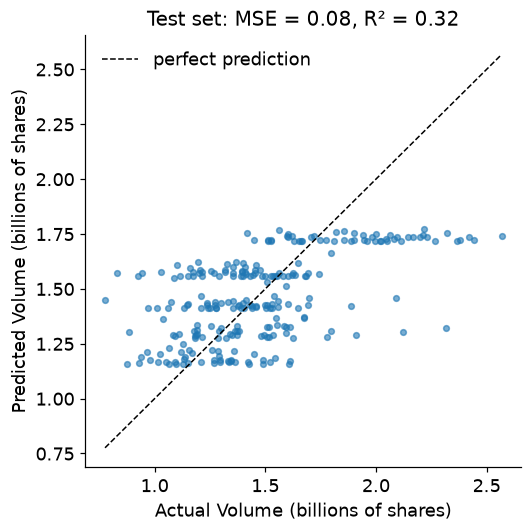 Test set: MSE = 0.08, R² = 0.32
perfect prediction
Predicted Volume (billions of shares)
2.50
2.25
2.00
1.75
1.50
1.25
1.00
0.75
1.0 1.5 2.0 2.5
Actual Volume (billions of shares)